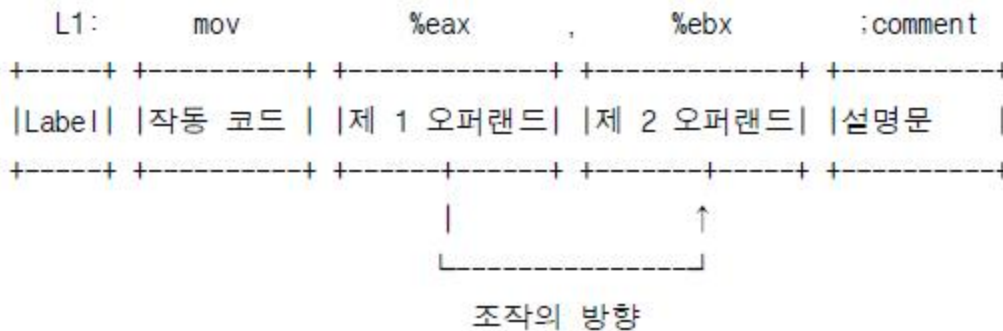 L1: mov %eax , %ebx ;comment
+-----+ +----------+ +-------------+ +-------------+ +----------+
|Label| |작동 코드 | |제 1 오퍼랜드| |제 2 오퍼랜드| |설명문 |
+-----+ +----------+ +------+------+ +-------+-----+ +----------+
| ↑
└---------------┘
조작의 방향